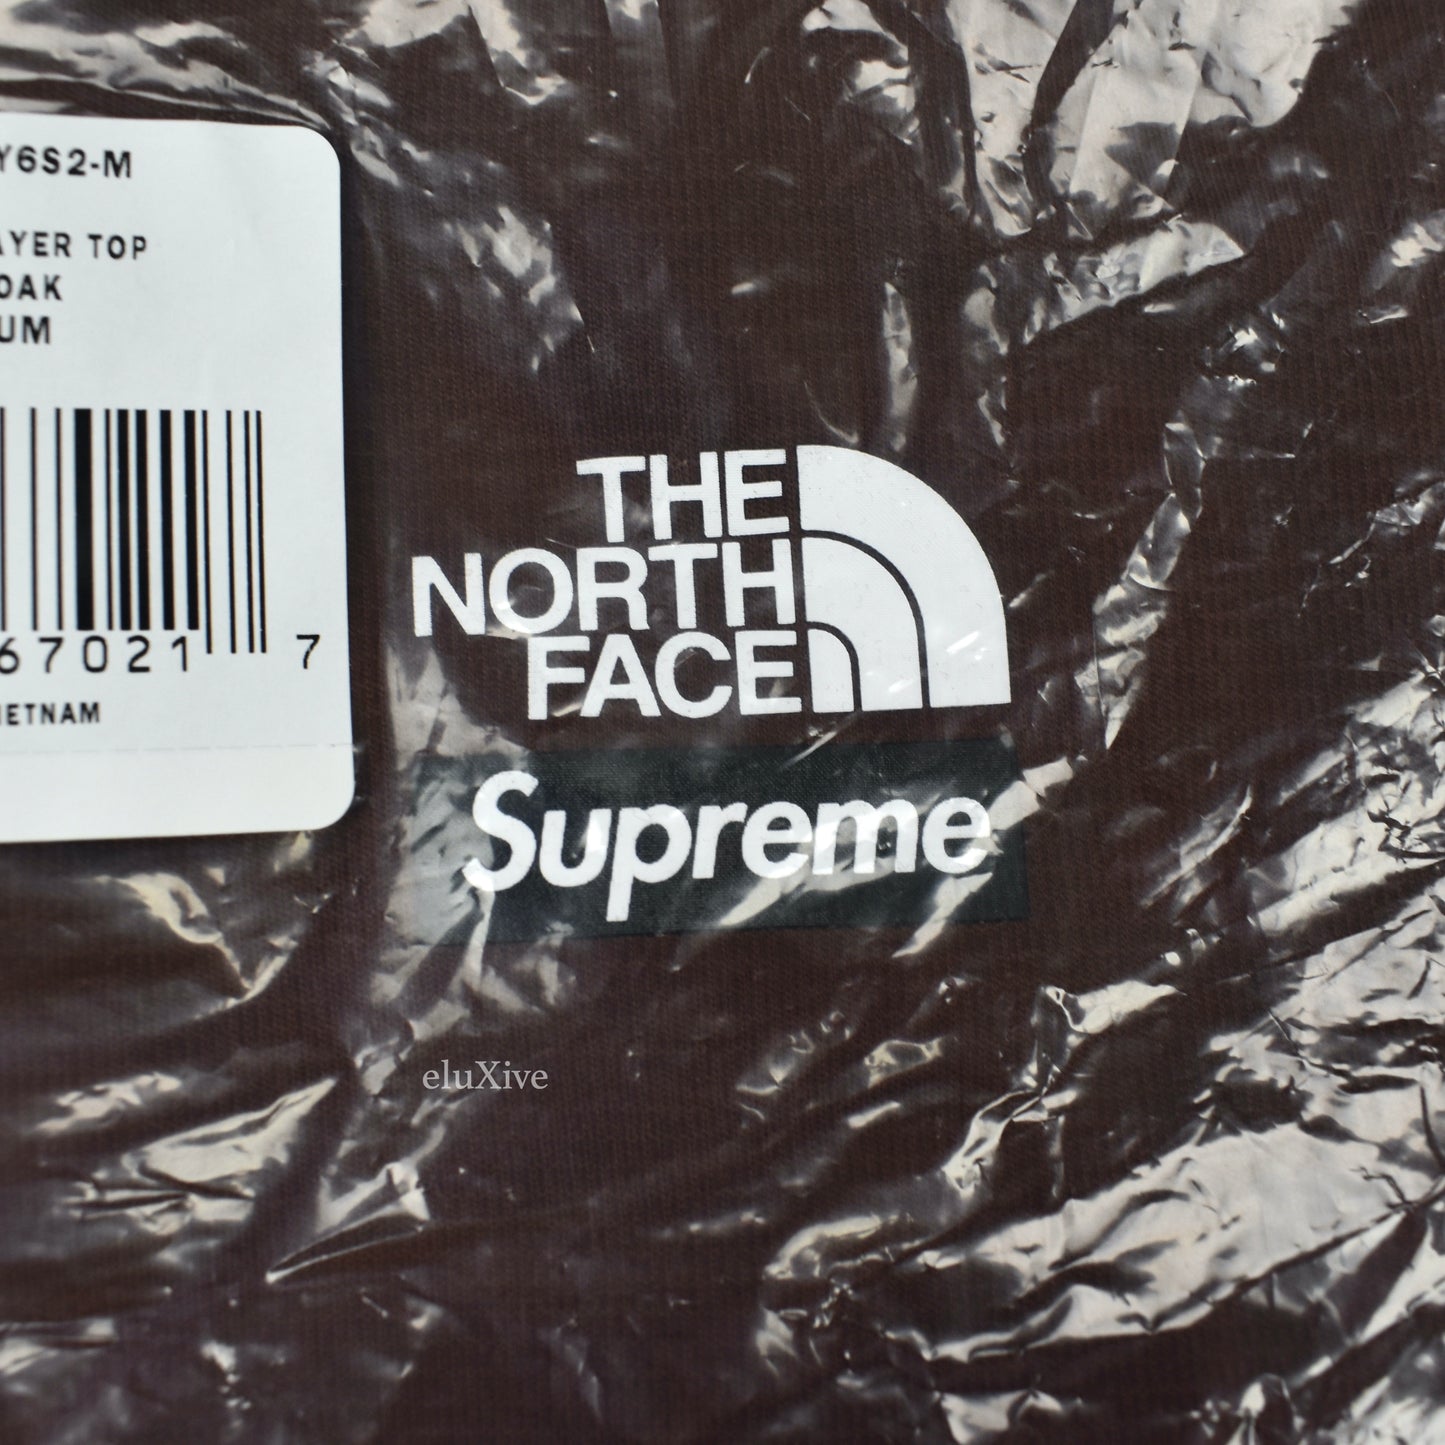 Y6S2-M
AYER TOP
OAK
UM
67021 7
IETNAM
THE
NORTH
FACE
Supreme
eluXive